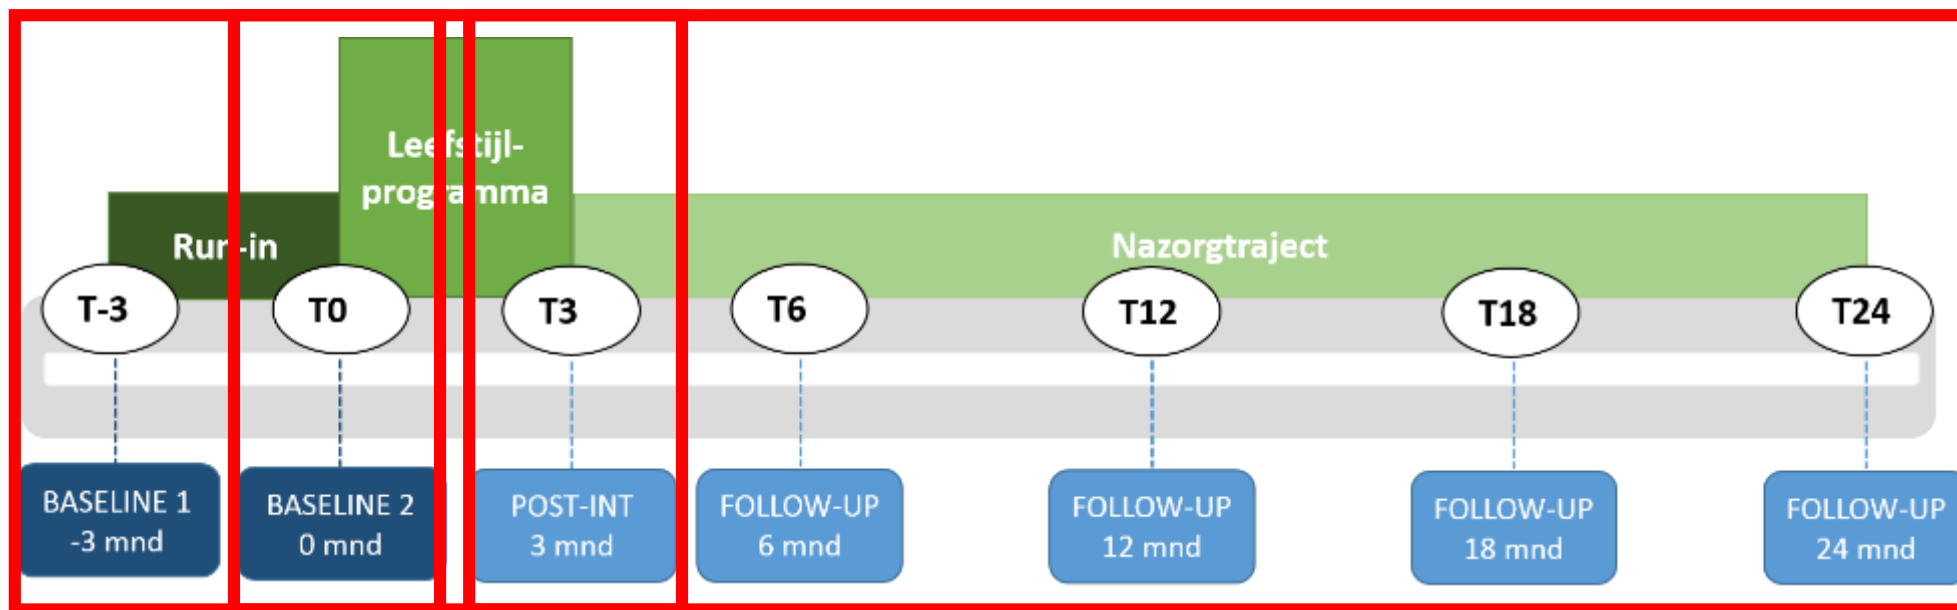 Leefstijl-
programma
Run-in
Nazorgtraject
T-3
T0
T3
T6
T12
T18
T24
BASELINE 1
-3 mnd
BASELINE 2
0 mnd
POST-INT
3 mnd
FOLLOW-UP
6 mnd
FOLLOW-UP
12 mnd
FOLLOW-UP
18 mnd
FOLLOW-UP
24 mnd